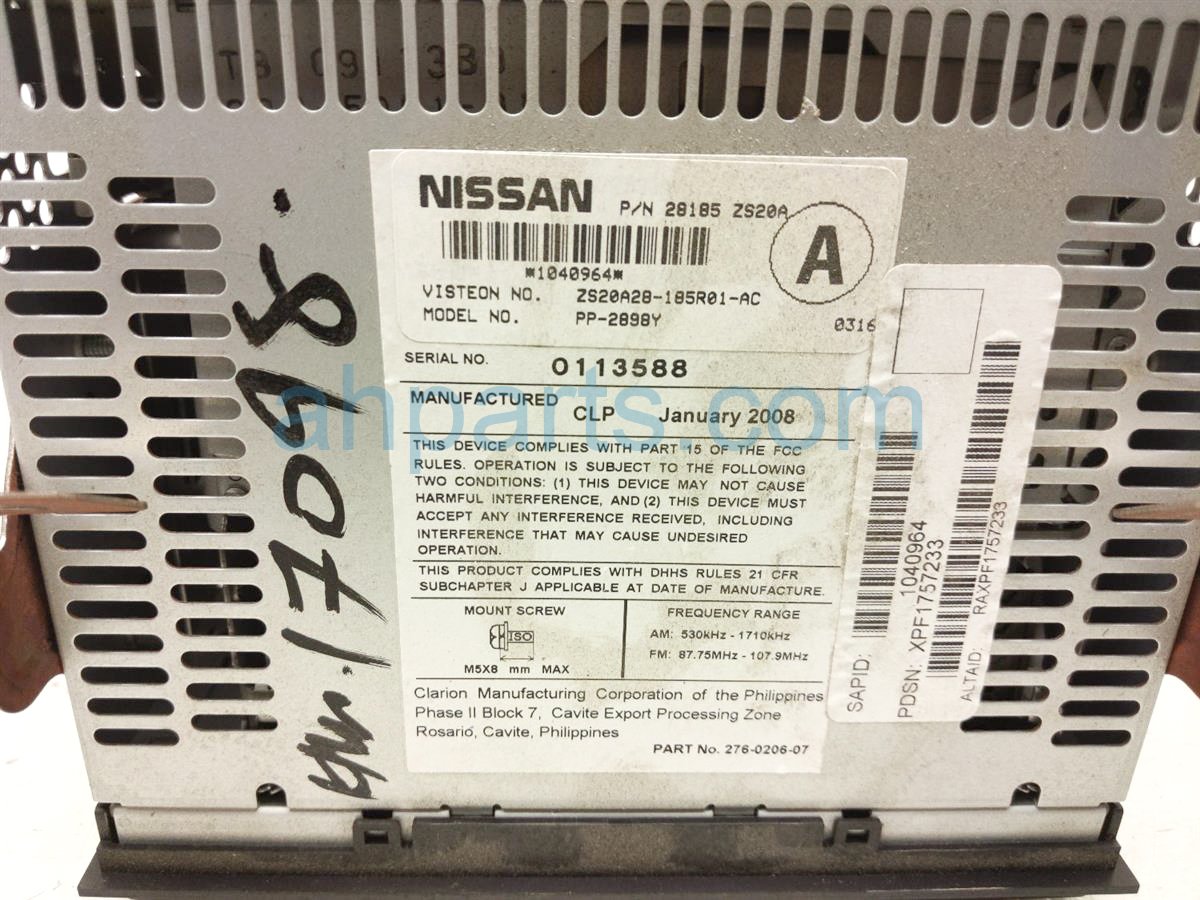 T8 091 380
NISSAN
P/N 28185 ZS20A
A
*1040964*
VISTEON NO. ZS20A28-185R01-AC
MODEL NO. PP-2898Y
0316
SERIAL NO. 0113588
MANUFACTURED
CLP January 2008
ahparts.com
THIS DEVICE COMPLIES WITH PART 15 OF THE FCC
RULES. OPERATION IS SUBJECT TO THE FOLLOWING
TWO CONDITIONS: (1) THIS DEVICE MAY NOT CAUSE
HARMFUL INTERFERENCE, AND (2) THIS DEVICE MUST
ACCEPT ANY INTERFERENCE RECEIVED, INCLUDING
INTERFERENCE THAT MAY CAUSE UNDESIRED
OPERATION.
THIS PRODUCT COMPLIES WITH DHHS RULES 21 CFR
SUBCHAPTER J APPLICABLE AT DATE OF MANUFACTURE.
MOUNT SCREW
ISO
M5X8 mm MAX
FREQUENCY RANGE
AM: 530kHz - 1710kHz
FM: 87.75MHz - 107.9MHz
Clarion Manufacturing Corporation of the Philippines
Phase II Block 7, Cavite Export Processing Zone
Rosario, Cavite, Philippines
PART No. 276-0206-07
SAPID: 1040964
PDSN: XPF1757233
ALTAID: RAXPF1757233
17098